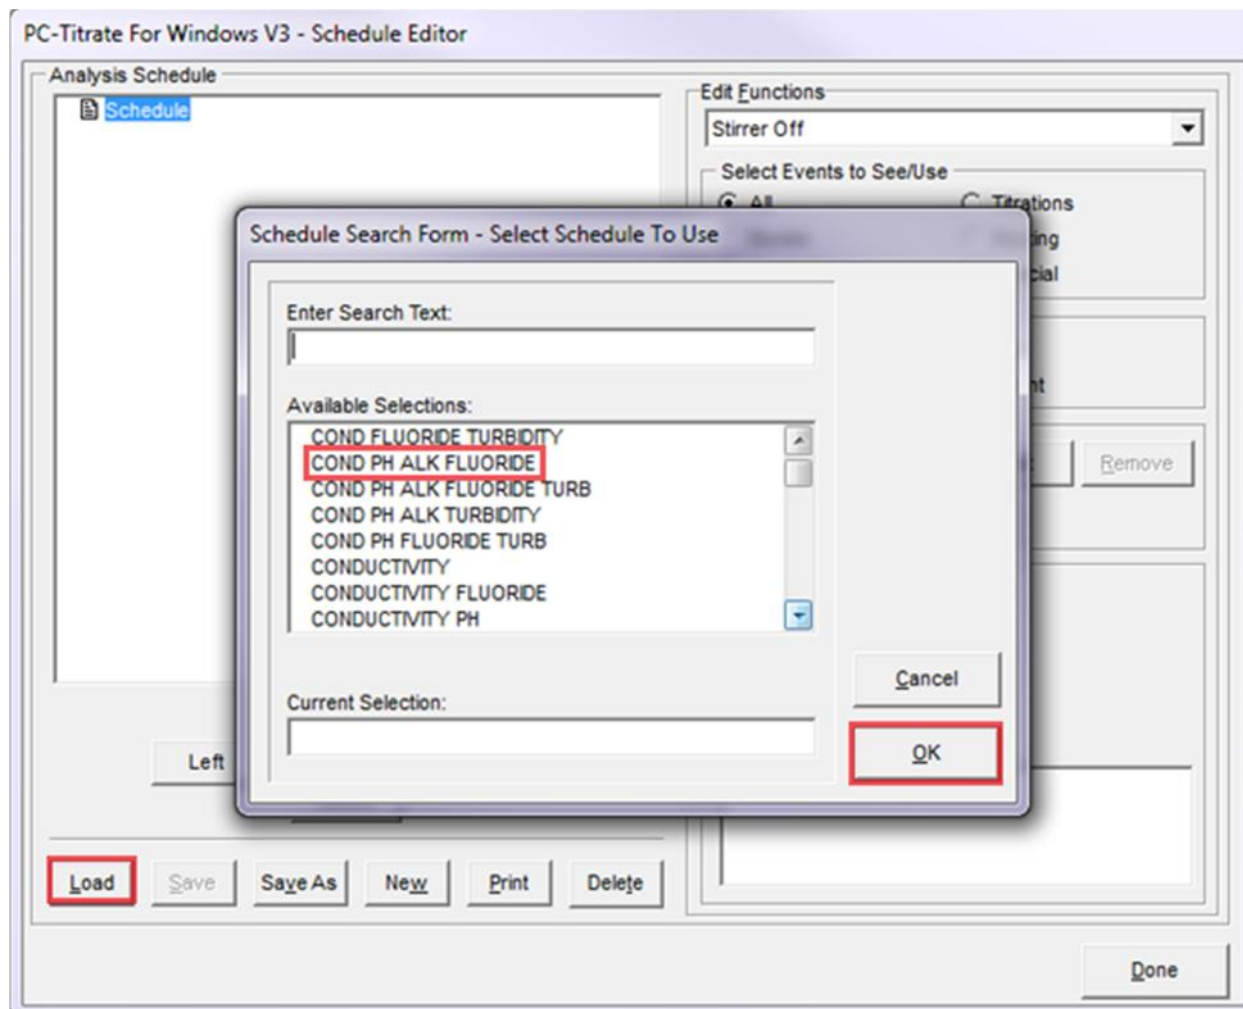 PC-Titrate For Windows V3 - Schedule Editor
Analysis Schedule
Schedule
Edit Functions
Stirrer Off
Select Events to See/Use
All
Titrations
Schedule Search Form - Select Schedule To Use
Enter Search Text:
Available Selections:
COND FLUORIDE TURBIDITY
COND PH ALK FLUORIDE
COND PH ALK FLUORIDE TURB
COND PH ALK TURBIDITY
COND PH FLUORIDE TURB
CONDUCTIVITY
CONDUCTIVITY FLUORIDE
CONDUCTIVITY PH
Remove
Cancel
Current Selection:
OK
Left
Load
Save
Save As
New
Print
Delete
Done